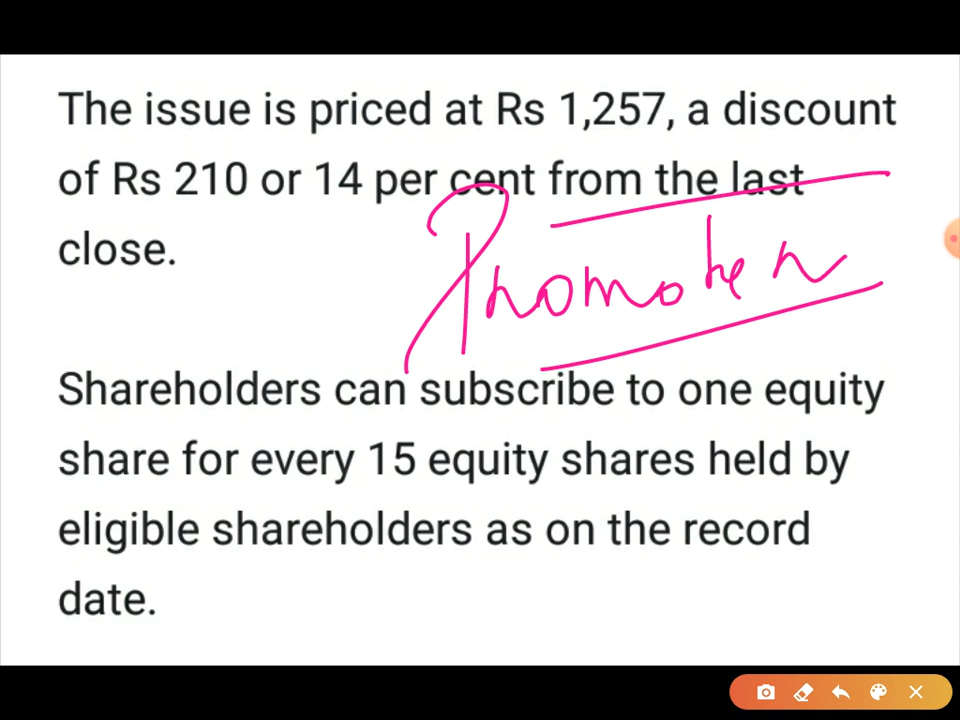 The issue is priced at Rs 1,257, a discount
of Rs 210 or 14 per cent from the last
close.
Promoter
Shareholders can subscribe to one equity
share for every 15 equity shares held by
eligible shareholders as on the record
date.